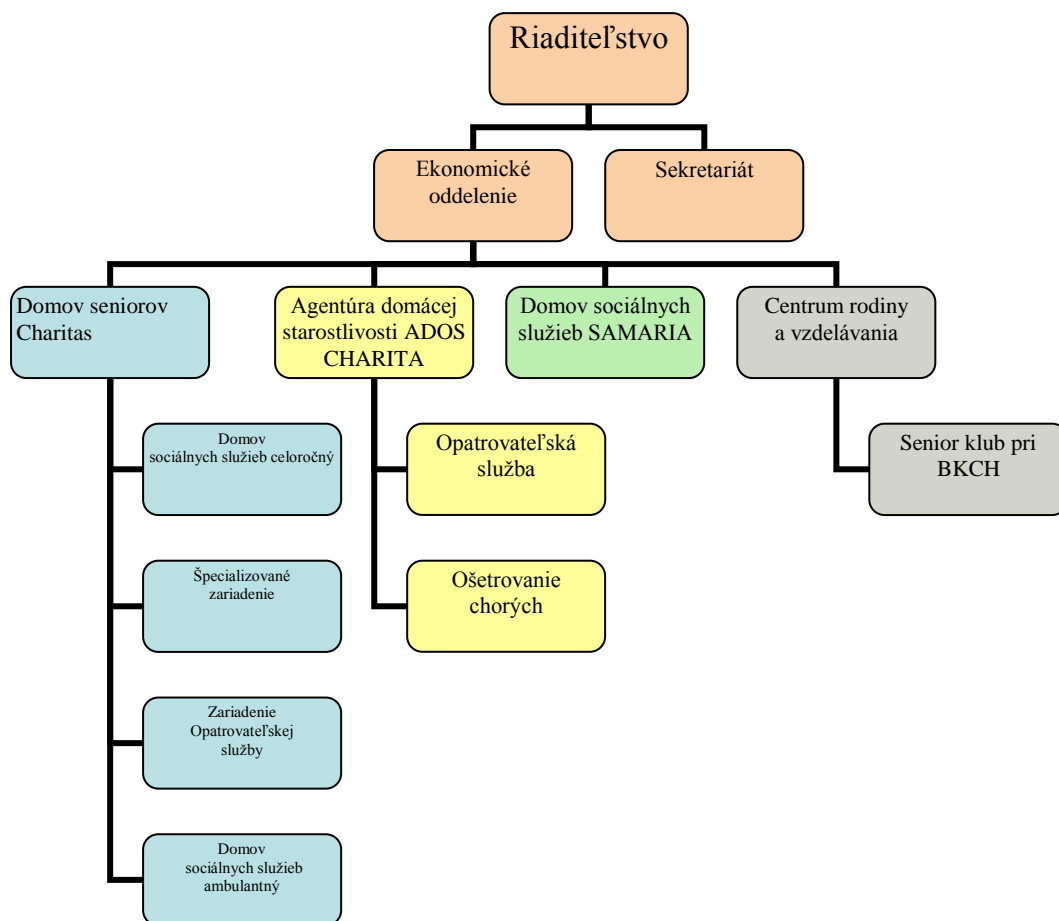 Riaditeľstvo
Ekonomické
oddelenie
Sekretariát
Domov seniorov
Charitas
Agentúra domácej
starostlivosti ADOS
CHARITA
Domov sociálnych
služieb SAMARIA
Centrum rodiny
a vzdelávania
Domov
sociálnych služieb celoročný
Opatrovateľská
služba
Senior klub pri
BKCH
Špecializované
zariadenie
Ošetrovanie
chorých
Zariadenie
Opatrovateľskej
služby
Domov
sociálnych služieb
ambulantný